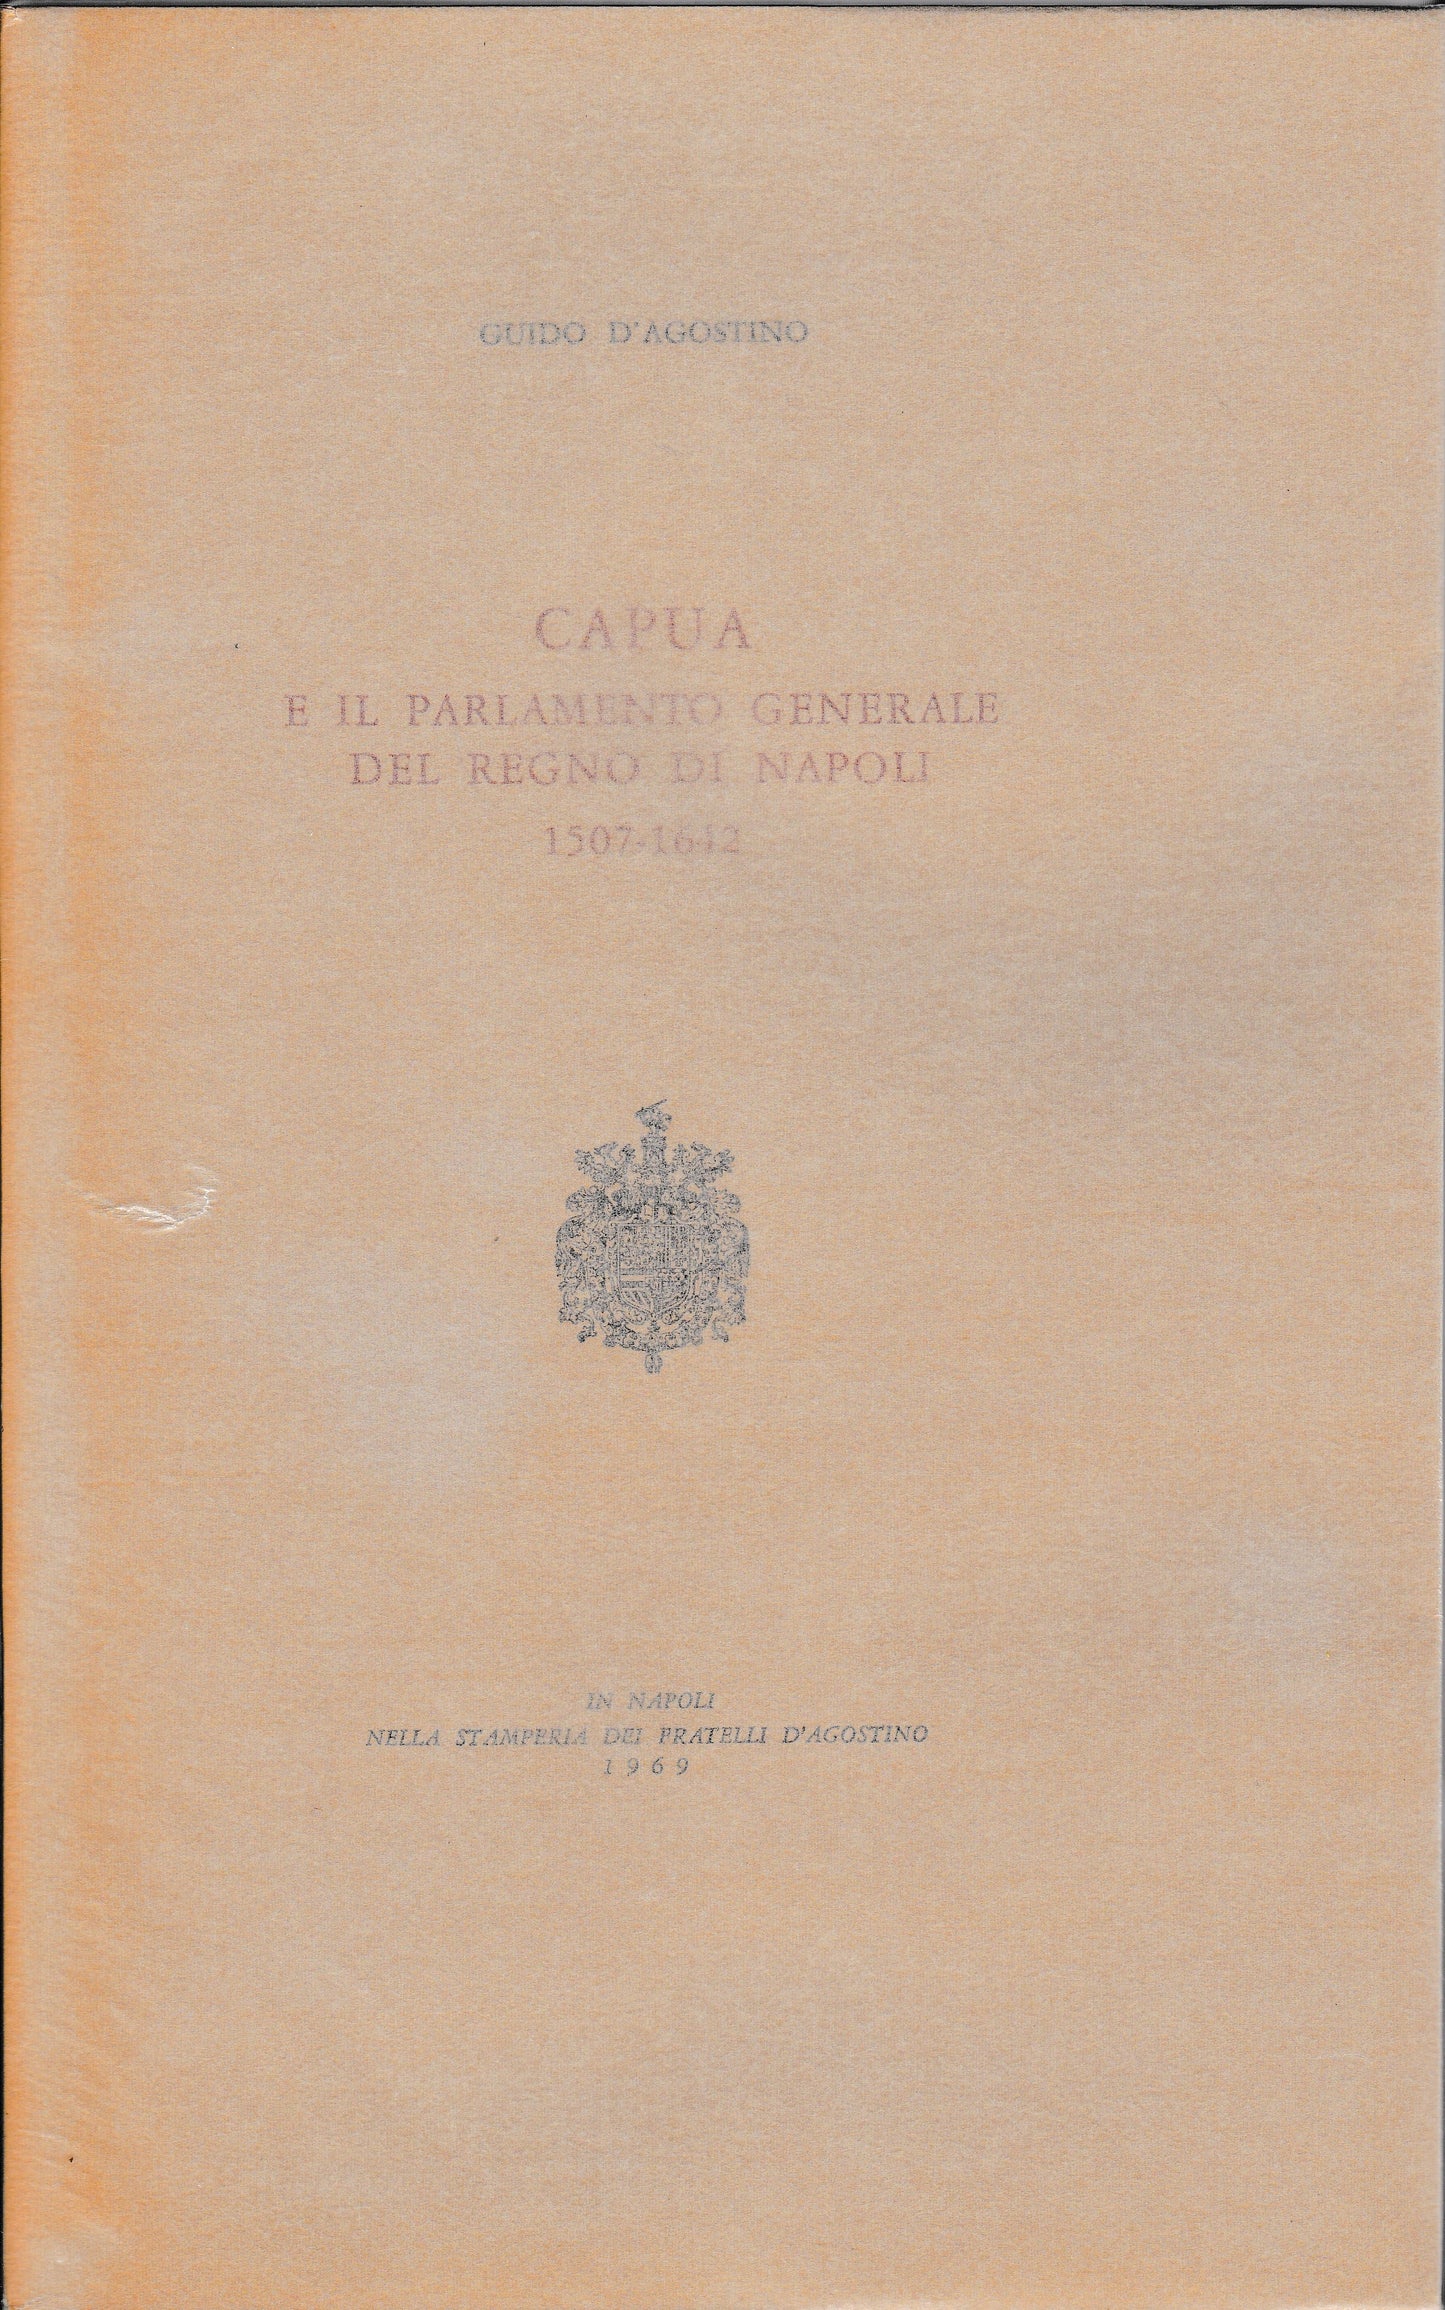 GUIDO D'AGOSTINO
CAPUA
E IL PARLAMENTO GENERALE
DEL REGNO DI NAPOLI
1507-1642
IN NAPOLI
NELLA STAMPERIA DEI FRATELLI D'AGOSTINO
1969